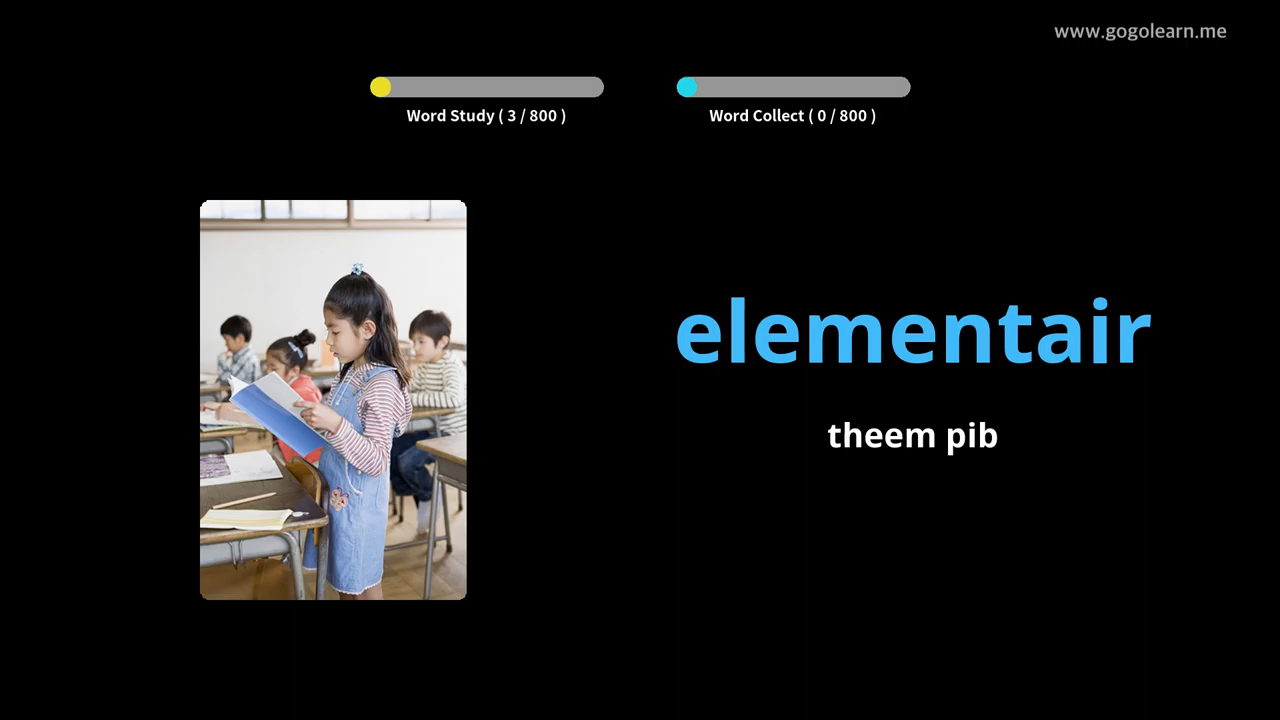 www.gogolearn.me
Word Study ( 3 / 800 )
Word Collect ( 0 / 800 )
elementair
theem pib